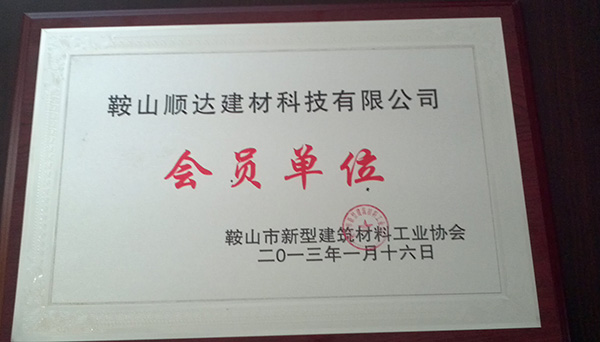 鞍山顺达建材科技有限公司
会员单位
鞍山市新型建筑材料工业协会
二0一三年一月十六日